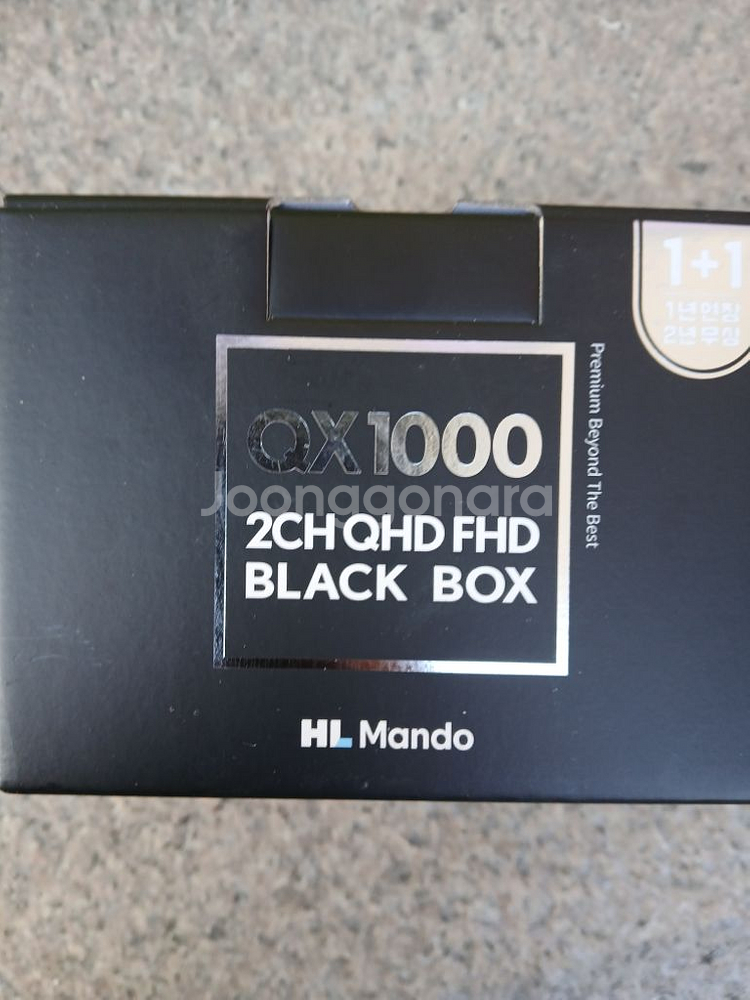 1+1
1년연장
2년무상
QX1000
joonggonara
2CH QHD FHD
BLACK BOX
Premium Beyond The Best
HL Mando